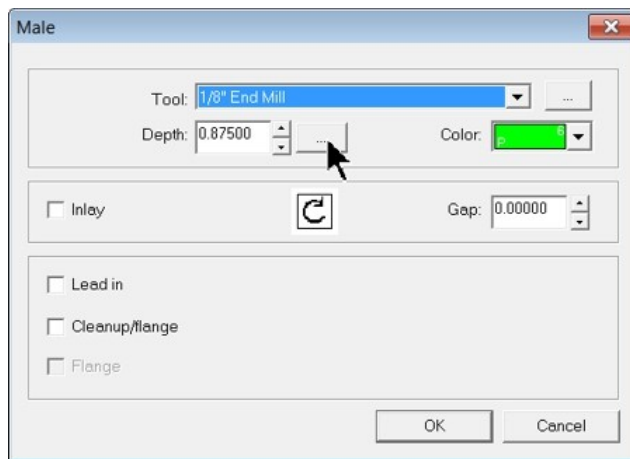 Male
Tool: 1/8" End Mill ...
Depth: 0.87500 ... Color: P 6
Inlay Gap: 0.00000
Lead in
Cleanup/flange
Flange
OK Cancel